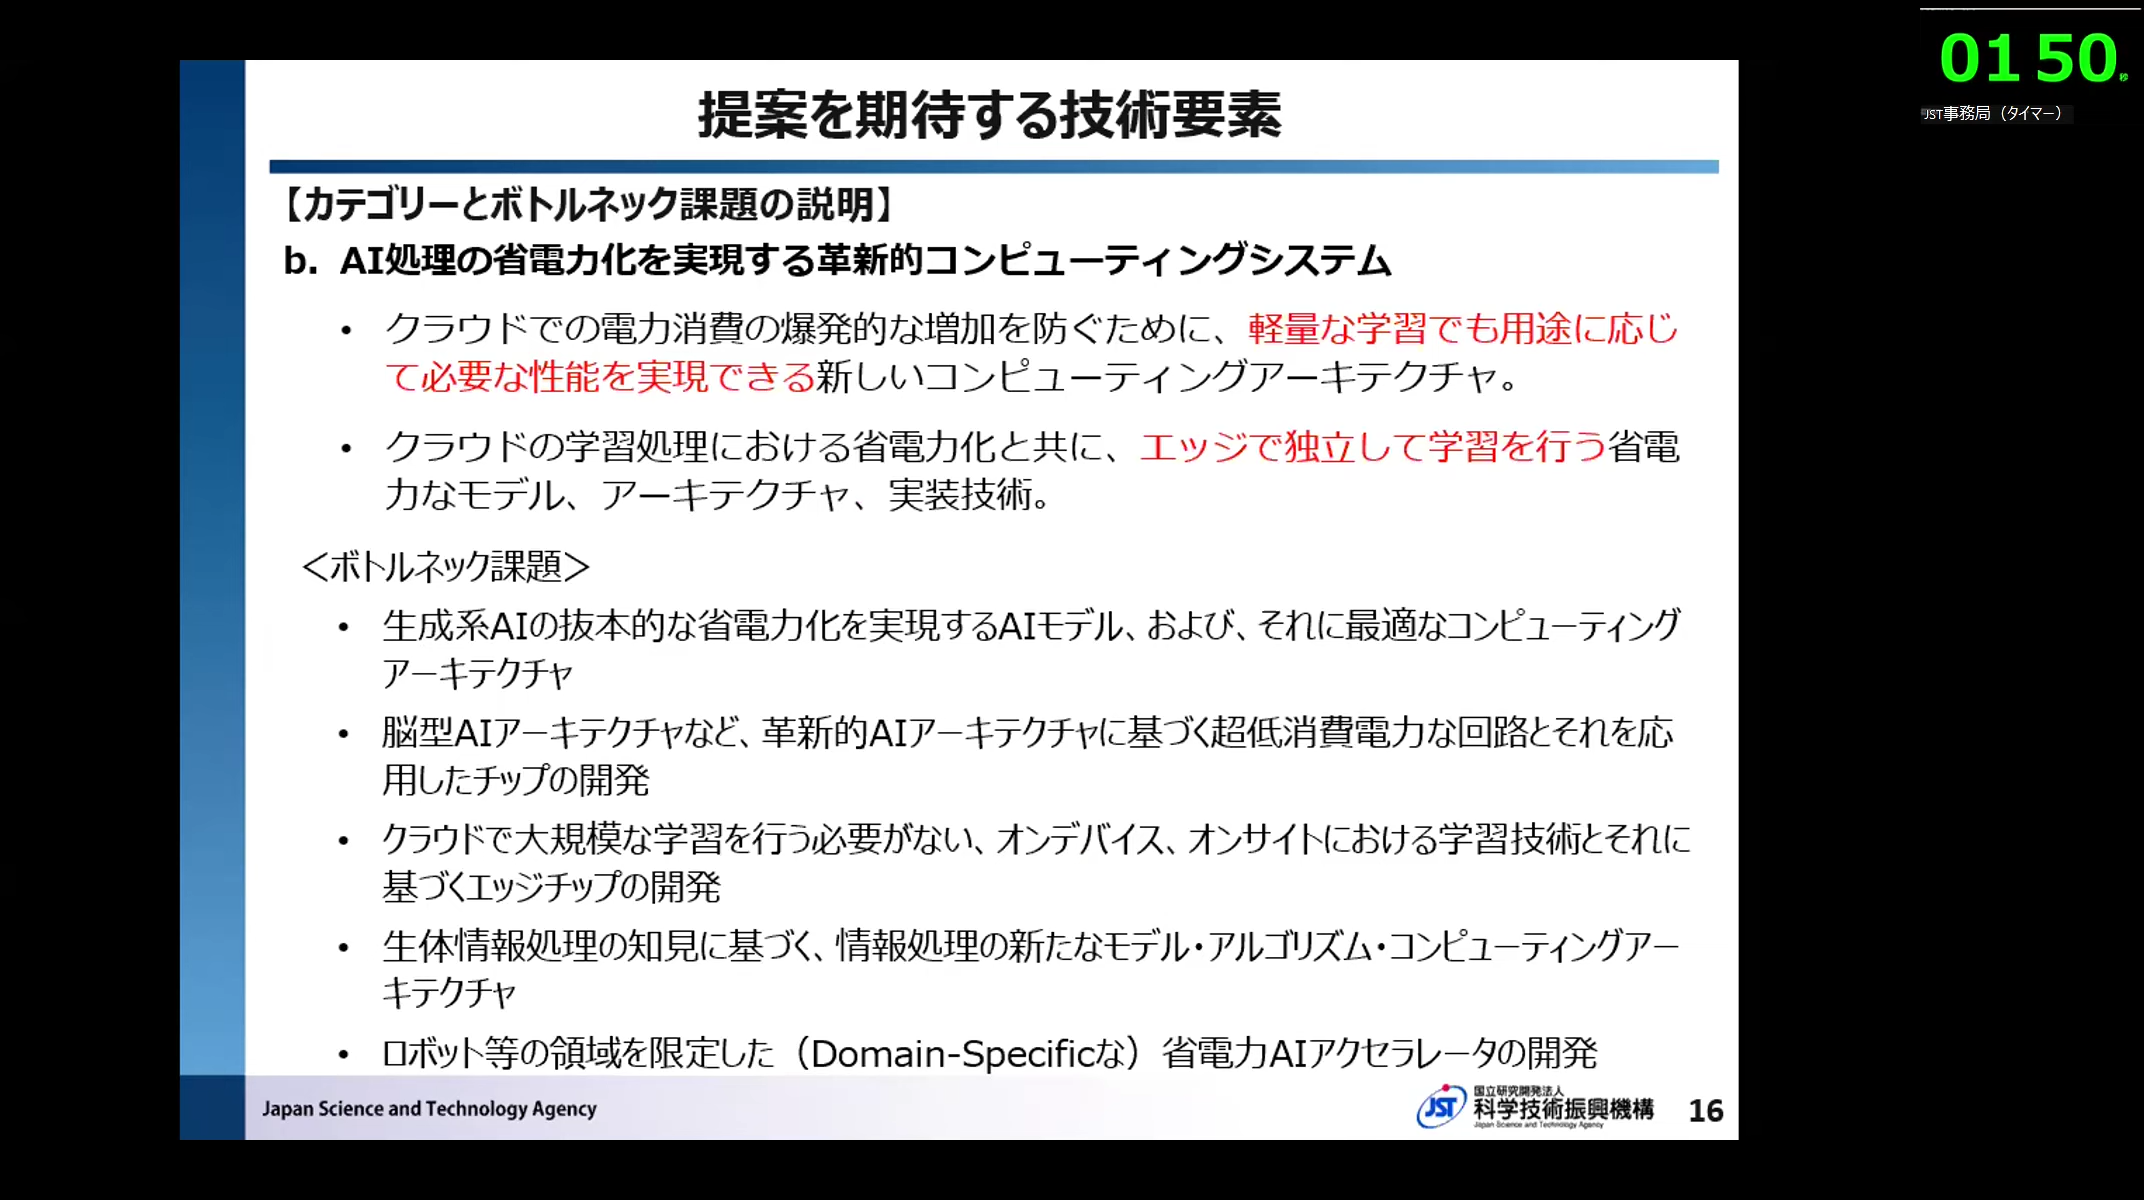 01 50 秒
JST事務局（タイマー）
提案を期待する技術要素
【カテゴリーとボトルネック課題の説明】
b. AI処理の省電力化を実現する革新的コンピューティングシステム
• クラウドでの電力消費の爆発的な増加を防ぐために、軽量な学習でも用途に応じ
て必要な性能を実現できる新しいコンピューティングアーキテクチャ。
• クラウドの学習処理における省電力化と共に、エッジで独立して学習を行う省電
力なモデル、アーキテクチャ、実装技術。
＜ボトルネック課題＞
• 生成系AIの抜本的な省電力化を実現するAIモデル、および、それに最適なコンピューティング
アーキテクチャ
• 脳型AIアーキテクチャなど、革新的AIアーキテクチャに基づく超低消費電力な回路とそれを応
用したチップの開発
• クラウドで大規模な学習を行う必要がない、オンデバイス、オンサイトにおける学習技術とそれに
基づくエッジチップの開発
• 生体情報処理の知見に基づく、情報処理の新たなモデル・アルゴリズム・コンピューティングアー
キテクチャ
• ロボット等の領域を限定した（Domain-Specificな）省電力AIアクセラレータの開発
Japan Science and Technology Agency
JST
国立研究開発法人
科学技術振興機構
Japan Science and Technology Agency
16